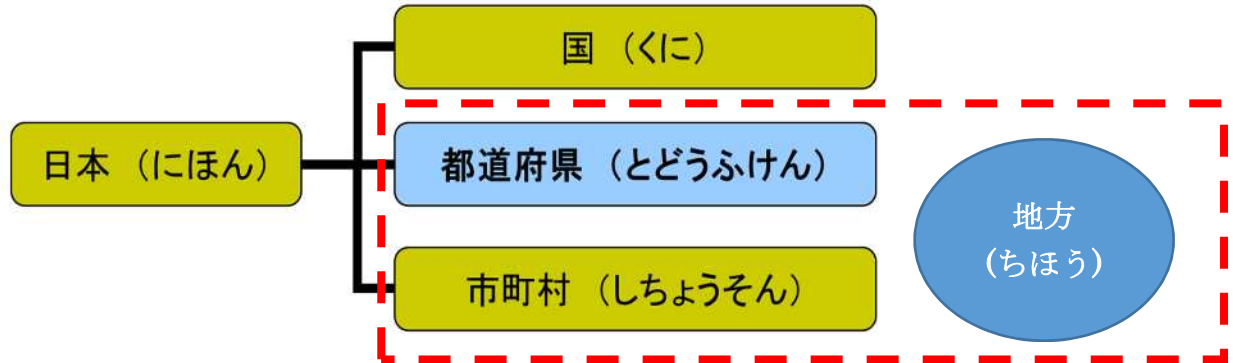 国 （くに）
日本 （にほん）
都道府県 （とどうふけん）
市町村 （しちょうそん）
地方
(ちほう)